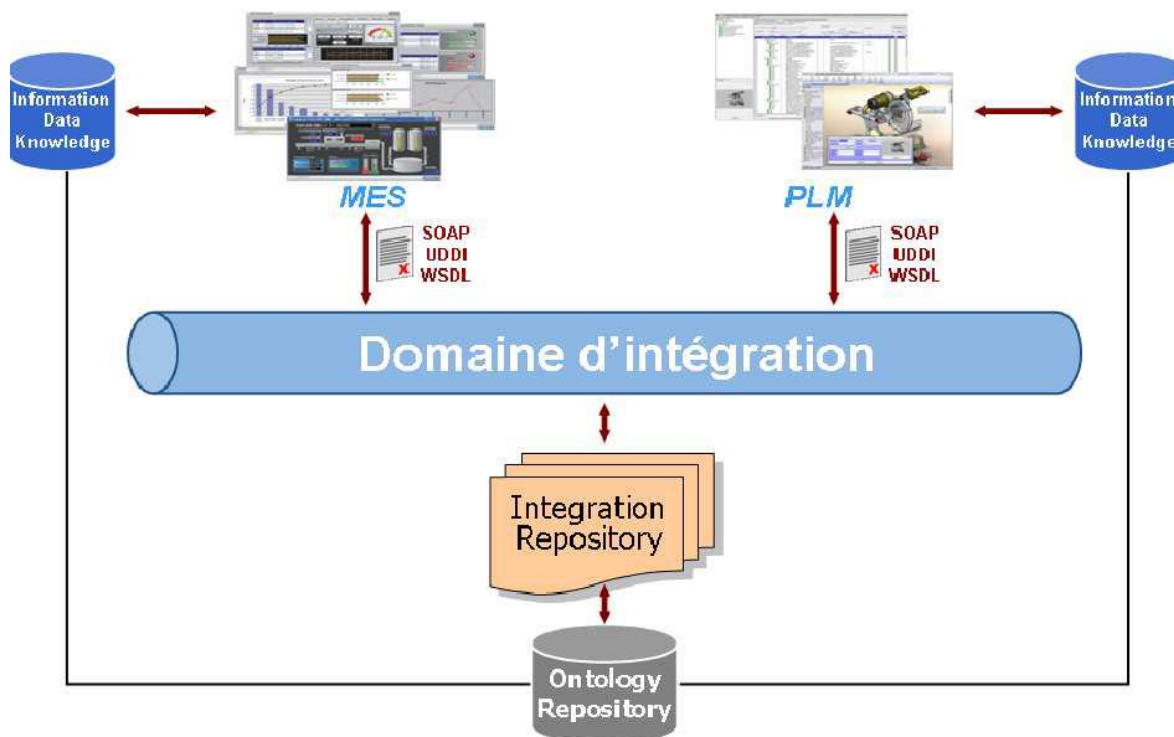 Information
Data
Knowledge
MES
PLM
Information
Data
Knowledge
SOAP
UDDI
WSDL
SOAP
UDDI
WSDL
Domaine d'intégration
Integration
Repository
Ontology
Repository